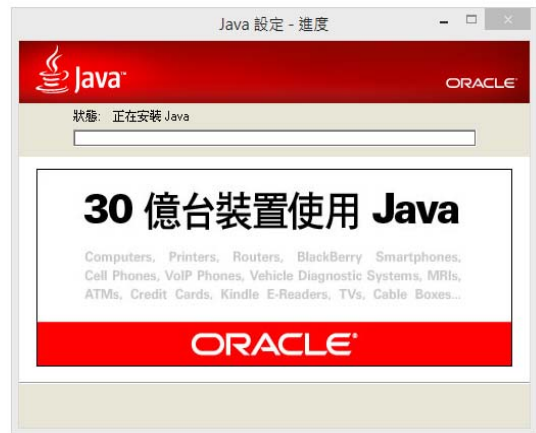 Java 設定 - 進度
Java™
ORACLE®
狀態: 正在安裝 Java
30 億台裝置使用 Java
Computers, Printers, Routers, BlackBerry Smartphones,
Cell Phones, VoIP Phones, Vehicle Diagnostic Systems, MRIs,
ATMs, Credit Cards, Kindle E-Readers, TVs, Cable Boxes...
ORACLE®